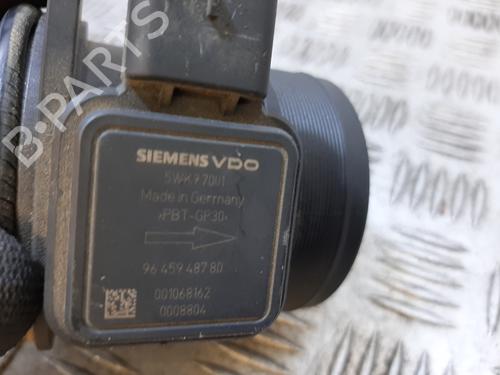 B-PARTS
SIEMENS VDO
5WK97001
Made in Germany
>PBT-GF30<
96 459 487 80
001068162
0008804